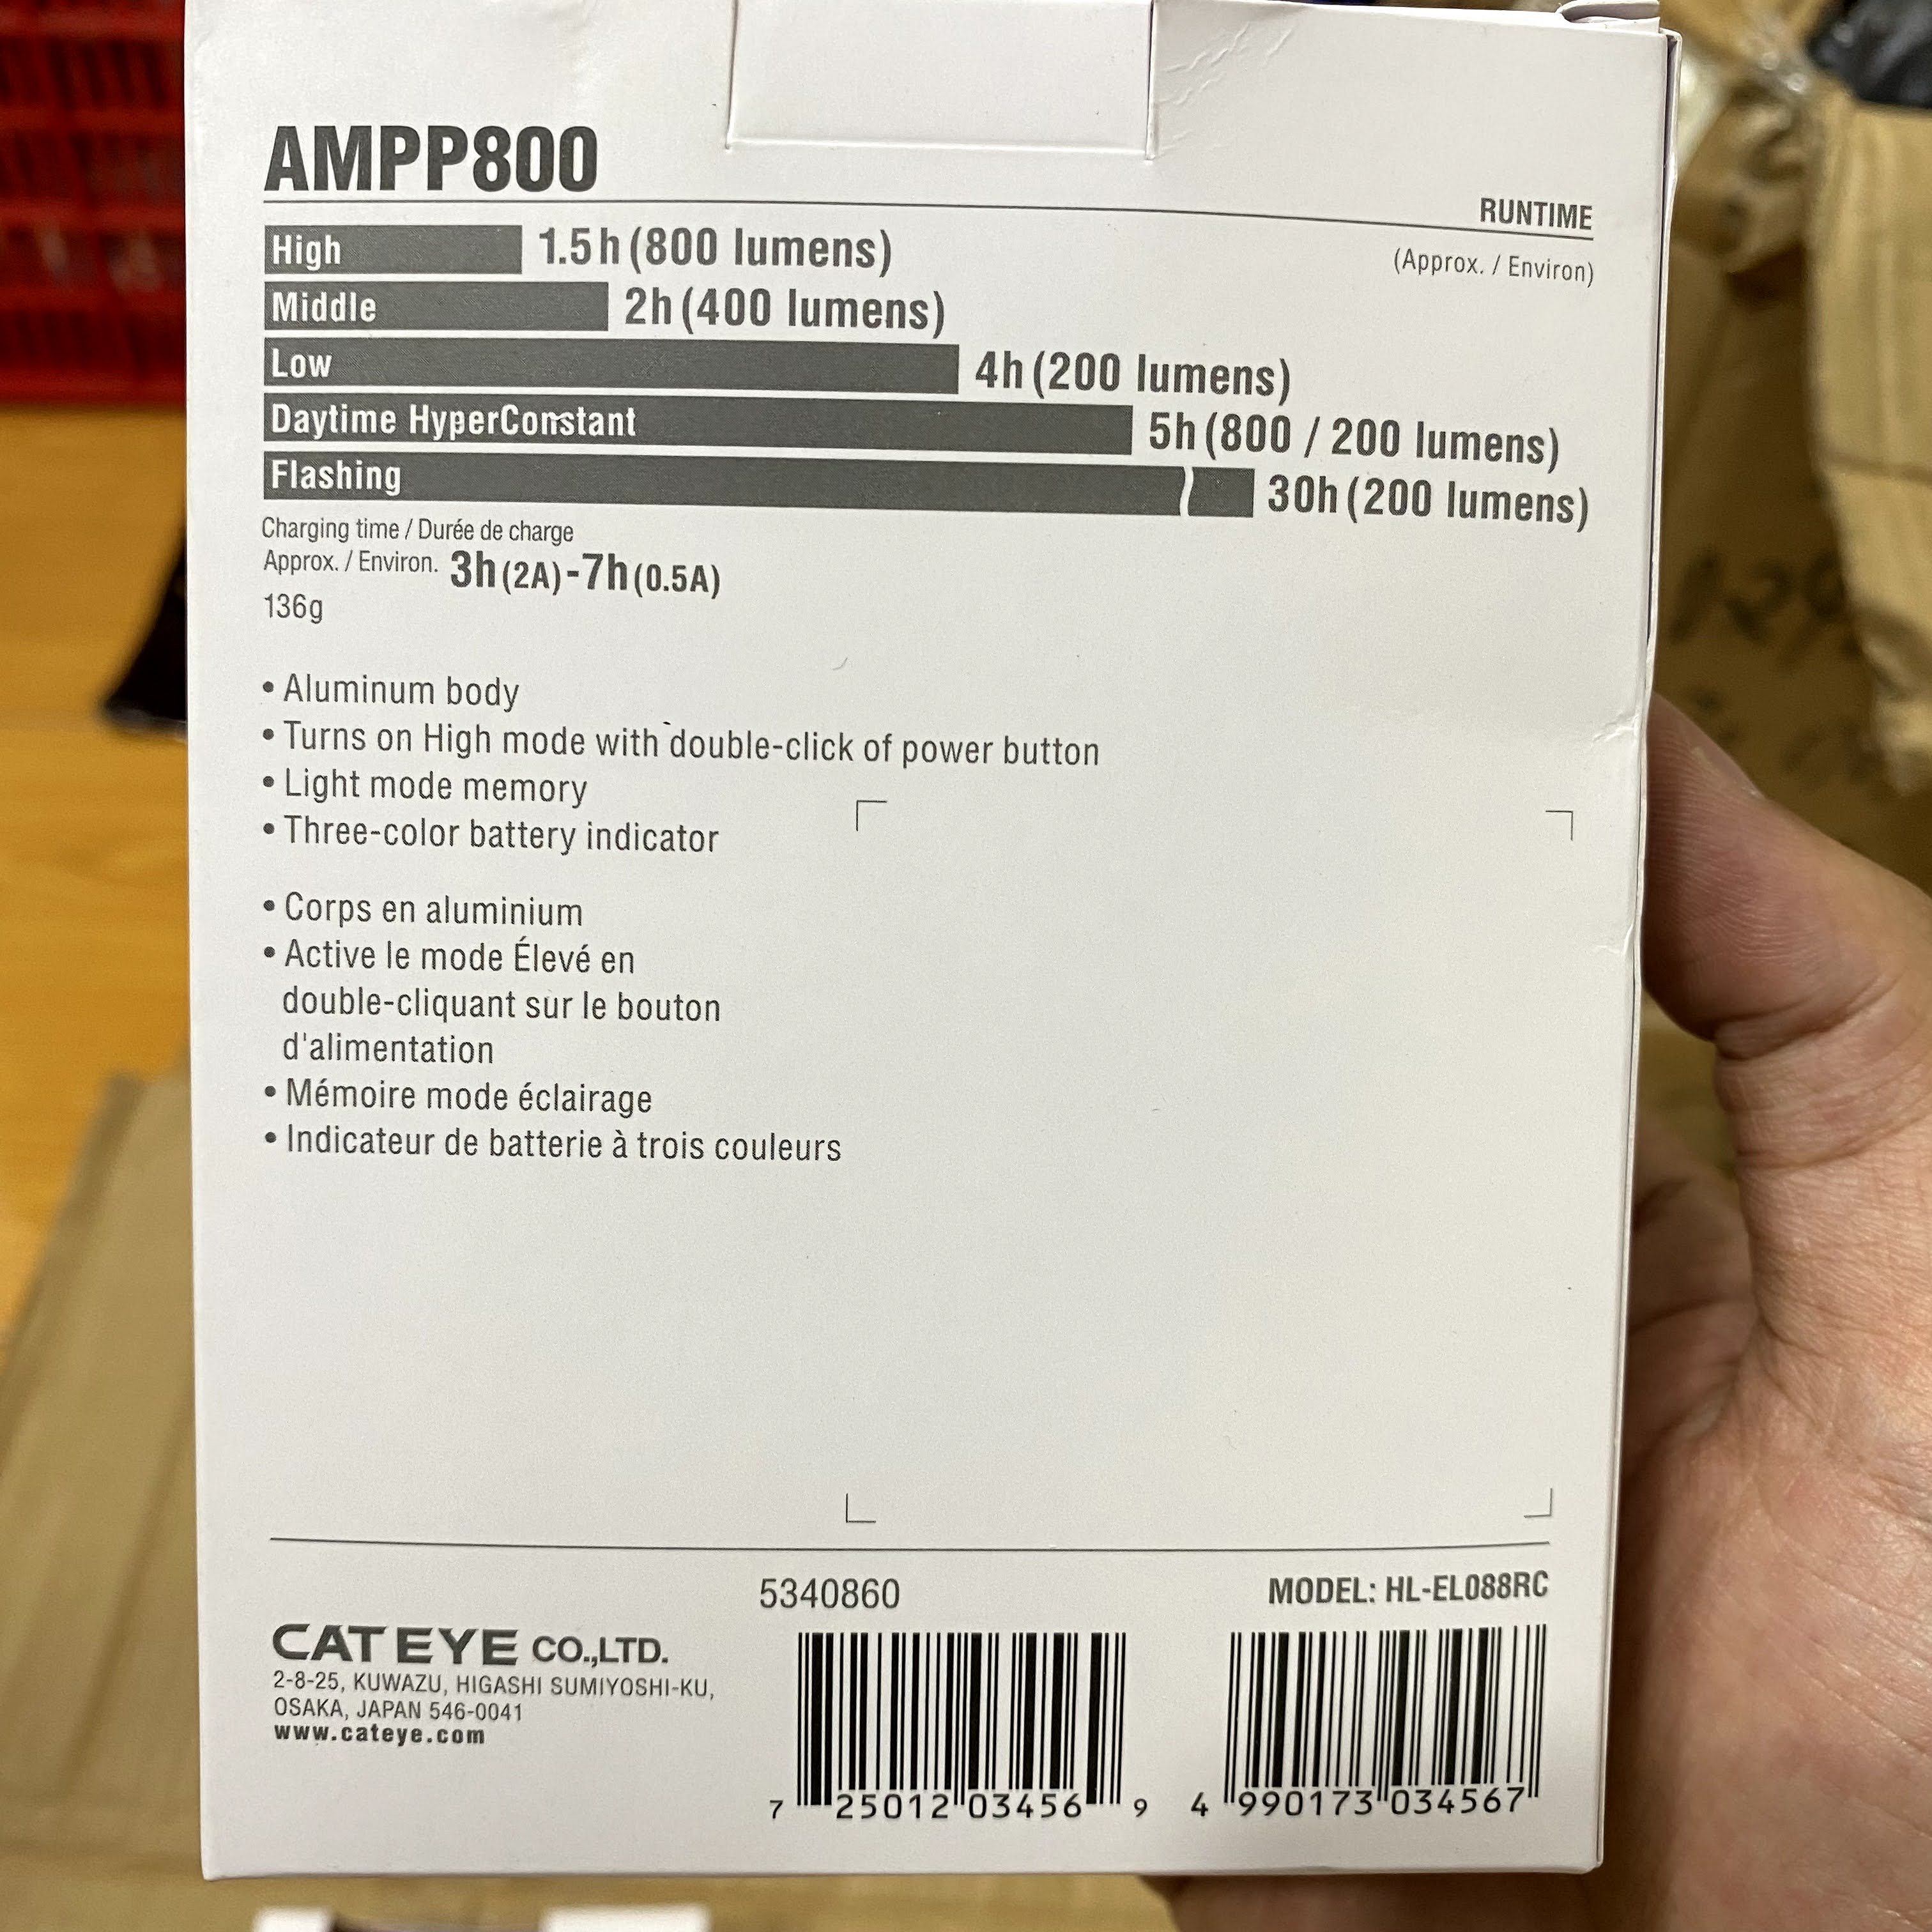 AMPP800
RUNTIME
(Approx. / Environ)
High 1.5h (800 lumens)
Middle 2h (400 lumens)
Low 4h (200 lumens)
Daytime HyperConstant 5h (800 / 200 lumens)
Flashing 30h (200 lumens)
Charging time / Durée de charge
Approx. / Environ. 3h (2A) - 7h (0.5A)
136g
• Aluminum body
• Turns on High mode with double-click of power button
• Light mode memory
• Three-color battery indicator
• Corps en aluminium
• Active le mode Élevé en
double-cliquant sur le bouton
d'alimentation
• Mémoire mode éclairage
• Indicateur de batterie à trois couleurs
5340860
MODEL: HL-EL088RC
CATEYE CO.,LTD.
2-8-25, KUWAZU, HIGASHI SUMIYOSHI-KU,
OSAKA, JAPAN 546-0041
www.cateye.com
7 25012 03456 9
4 990173 034567